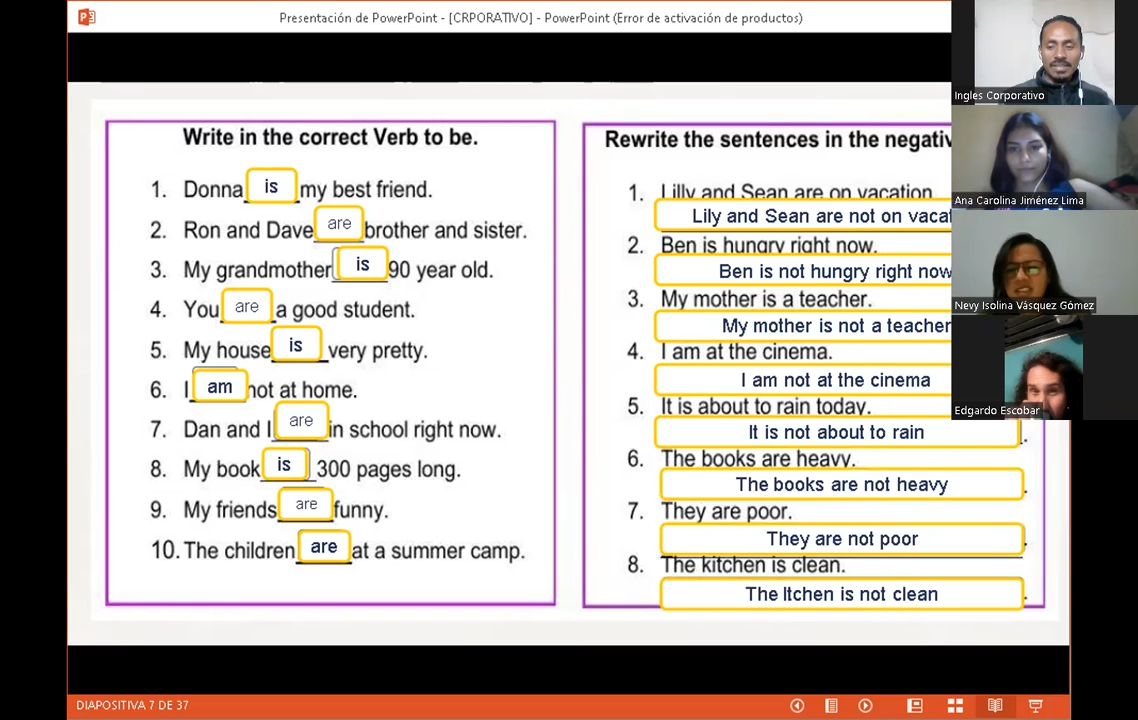 Presentación de PowerPoint - [CRPORATIVO] - PowerPoint (Error de activación de productos)
Ingles Corporativo
Ana Carolina Jiménez Lima
Nevy Isolina Vásquez Gómez
Edgardo Escobar
Write in the correct Verb to be.
1. Donna is my best friend.
2. Ron and Dave are brother and sister.
3. My grandmother is 90 year old.
4. You are a good student.
5. My house is very pretty.
6. I am not at home.
7. Dan and I are in school right now.
8. My book is 300 pages long.
9. My friends are funny.
10. The children are at a summer camp.
Rewrite the sentences in the negativ
1. Lilly and Sean are on vacation
Lily and Sean are not on vacat
2. Ben is hungry right now.
Ben is not hungry right now
3. My mother is a teacher.
My mother is not a teacher
4. I am at the cinema.
I am not at the cinema
5. It is about to rain today.
It is not about to rain .
6. The books are heavy.
The books are not heavy .
7. They are poor.
They are not poor .
8. The kitchen is clean.
The Itchen is not clean .
DIAPOSITIVA 7 DE 37